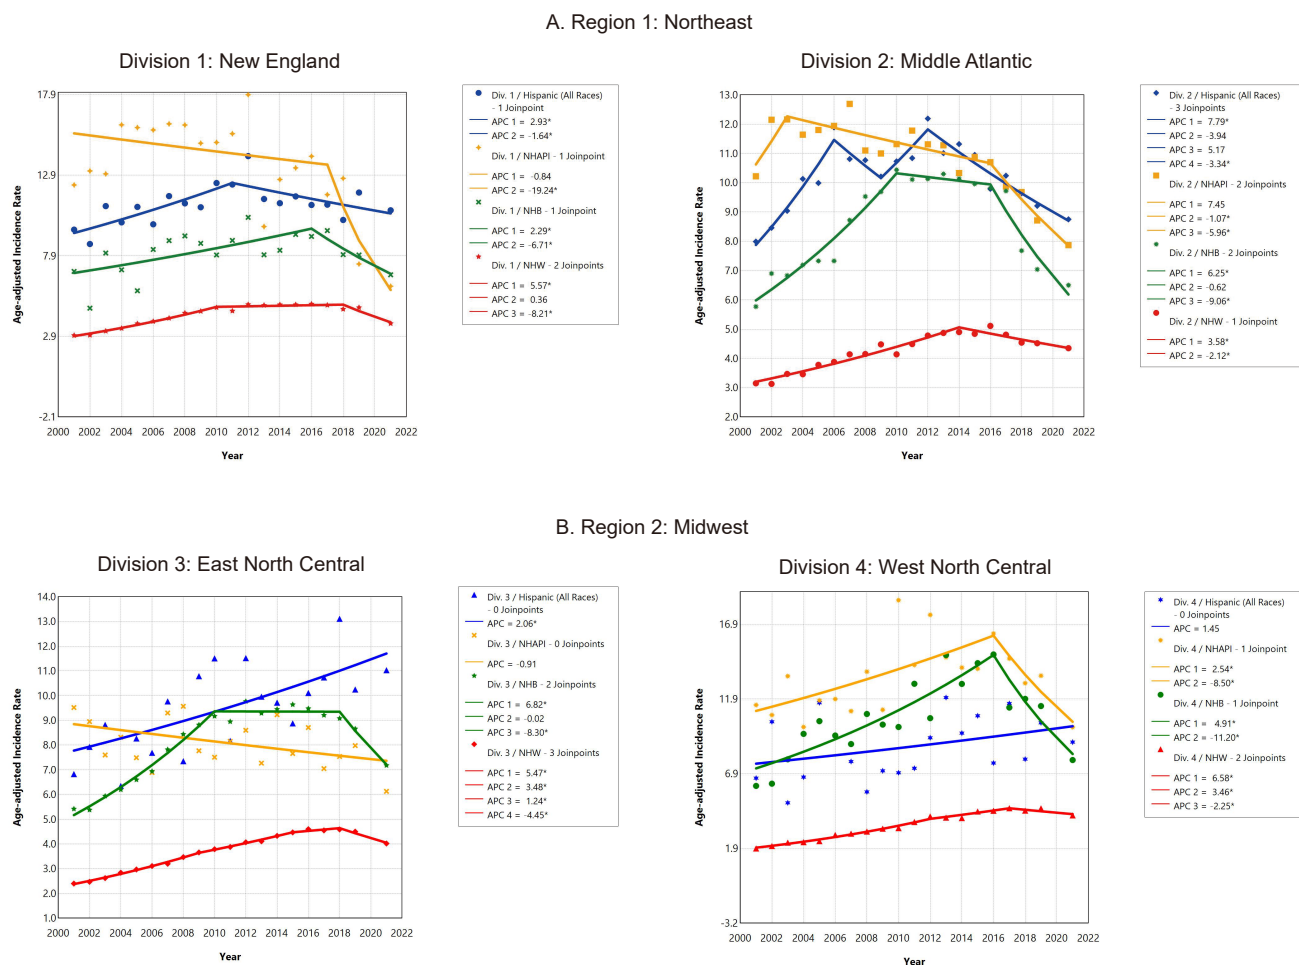 A. Region 1: Northeast
Division 1: New England
Age-adjusted Incidence Rate
17.9
12.9
7.9
2.9
-2.1
2000 2002 2004 2006 2008 2010 2012 2014 2016 2018 2020 2022
Year
Div. 1 / Hispanic (All Races)
- 1 Joinpoint
APC 1 = 2.93*
APC 2 = -1.64*
Div. 1 / NHAPI - 1 Joinpoint
APC 1 = -0.84
APC 2 = -19.24*
Div. 1 / NHB - 1 Joinpoint
APC 1 = 2.29*
APC 2 = -6.71*
Div. 1 / NHW - 2 Joinpoints
APC 1 = 5.57*
APC 2 = 0.36
APC 3 = -8.21*
Division 2: Middle Atlantic
Age-adjusted Incidence Rate
13.0
12.0
11.0
10.0
9.0
8.0
7.0
6.0
5.0
4.0
3.0
2.0
2000 2002 2004 2006 2008 2010 2012 2014 2016 2018 2020 2022
Year
Div. 2 / Hispanic (All Races)
- 3 Joinpoints
APC 1 = 7.79*
APC 2 = -3.94
APC 3 = 5.17
APC 4 = -3.34*
Div. 2 / NHAPI - 2 Joinpoints
APC 1 = 7.45
APC 2 = -1.07*
APC 3 = -5.96*
Div. 2 / NHB - 2 Joinpoints
APC 1 = 6.25*
APC 2 = -0.62
APC 3 = -9.06*
Div. 2 / NHW - 1 Joinpoint
APC 1 = 3.58*
APC 2 = -2.12*
B. Region 2: Midwest
Division 3: East North Central
Age-adjusted Incidence Rate
14.0
13.0
12.0
11.0
10.0
9.0
8.0
7.0
6.0
5.0
4.0
3.0
2.0
1.0
2000 2002 2004 2006 2008 2010 2012 2014 2016 2018 2020 2022
Year
Div. 3 / Hispanic (All Races)
- 0 Joinpoints
APC = 2.06*
Div. 3 / NHAPI - 0 Joinpoints
APC = -0.91
Div. 3 / NHB - 2 Joinpoints
APC 1 = 6.82*
APC 2 = -0.02
APC 3 = -8.30*
Div. 3 / NHW - 3 Joinpoints
APC 1 = 5.47*
APC 2 = 3.48*
APC 3 = 1.24*
APC 4 = -4.45*
Division 4: West North Central
Age-adjusted Incidence Rate
16.9
11.9
6.9
1.9
-3.2
2000 2002 2004 2006 2008 2010 2012 2014 2016 2018 2020 2022
Year
Div. 4 / Hispanic (All Races)
- 0 Joinpoints
APC = 1.45
Div. 4 / NHAPI - 1 Joinpoint
APC 1 = 2.54*
APC 2 = -8.50*
Div. 4 / NHB - 1 Joinpoint
APC 1 = 4.91*
APC 2 = -11.20*
Div. 4 / NHW - 2 Joinpoints
APC 1 = 6.58*
APC 2 = 3.46*
APC 3 = -2.25*